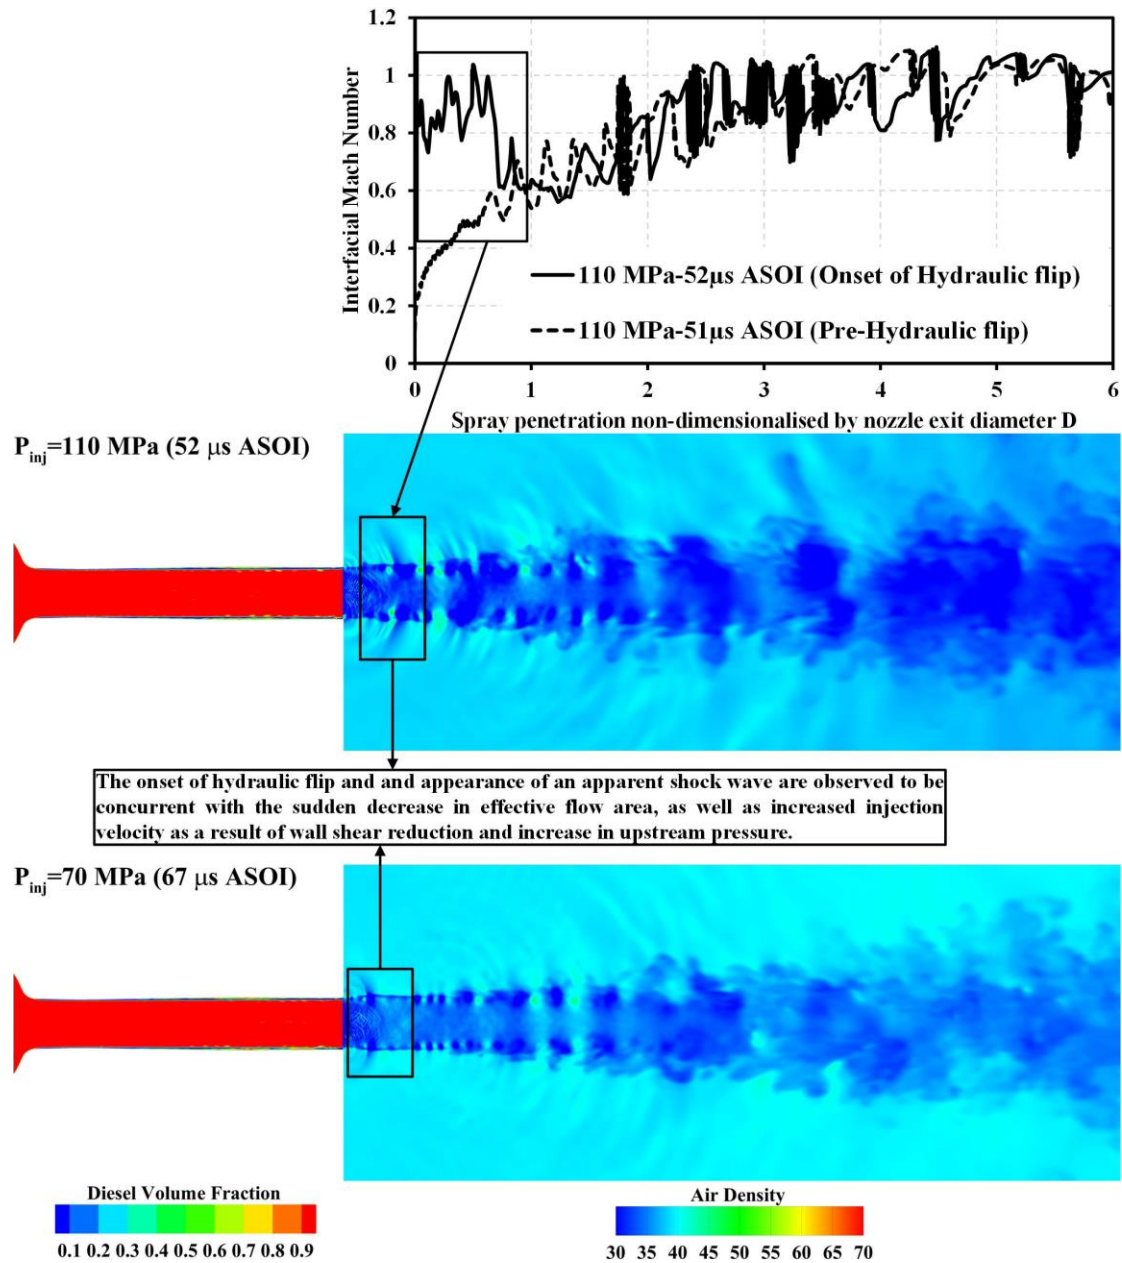 1.2
1
0.8
0.6
0.4
0.2
0
Interfacial Mach Number
110 MPa-52μs ASOI (Onset of Hydraulic flip)
110 MPa-51μs ASOI (Pre-Hydraulic flip)
0 1 2 3 4 5 6
Spray penetration non-dimensionalised by nozzle exit diameter D
Pinj=110 MPa (52 μs ASOI)
The onset of hydraulic flip and and appearance of an apparent shock wave are observed to be
concurrent with the sudden decrease in effective flow area, as well as increased injection
velocity as a result of wall shear reduction and increase in upstream pressure.
Pinj=70 MPa (67 μs ASOI)
Diesel Volume Fraction
0.1 0.2 0.3 0.4 0.5 0.6 0.7 0.8 0.9
Air Density
30 35 40 45 50 55 60 65 70